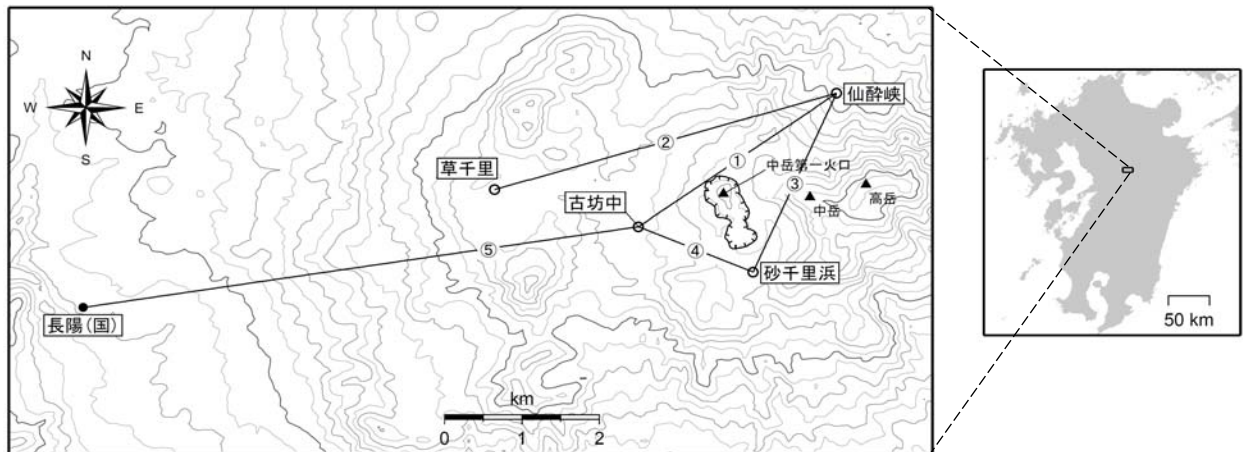 N
W
E
S
仙酔峡
②
草千里
①
中岳第一火口
③
古坊中
中岳
高岳
④
⑤
砂千里浜
長陽(国)
km
0
1
2
50 km